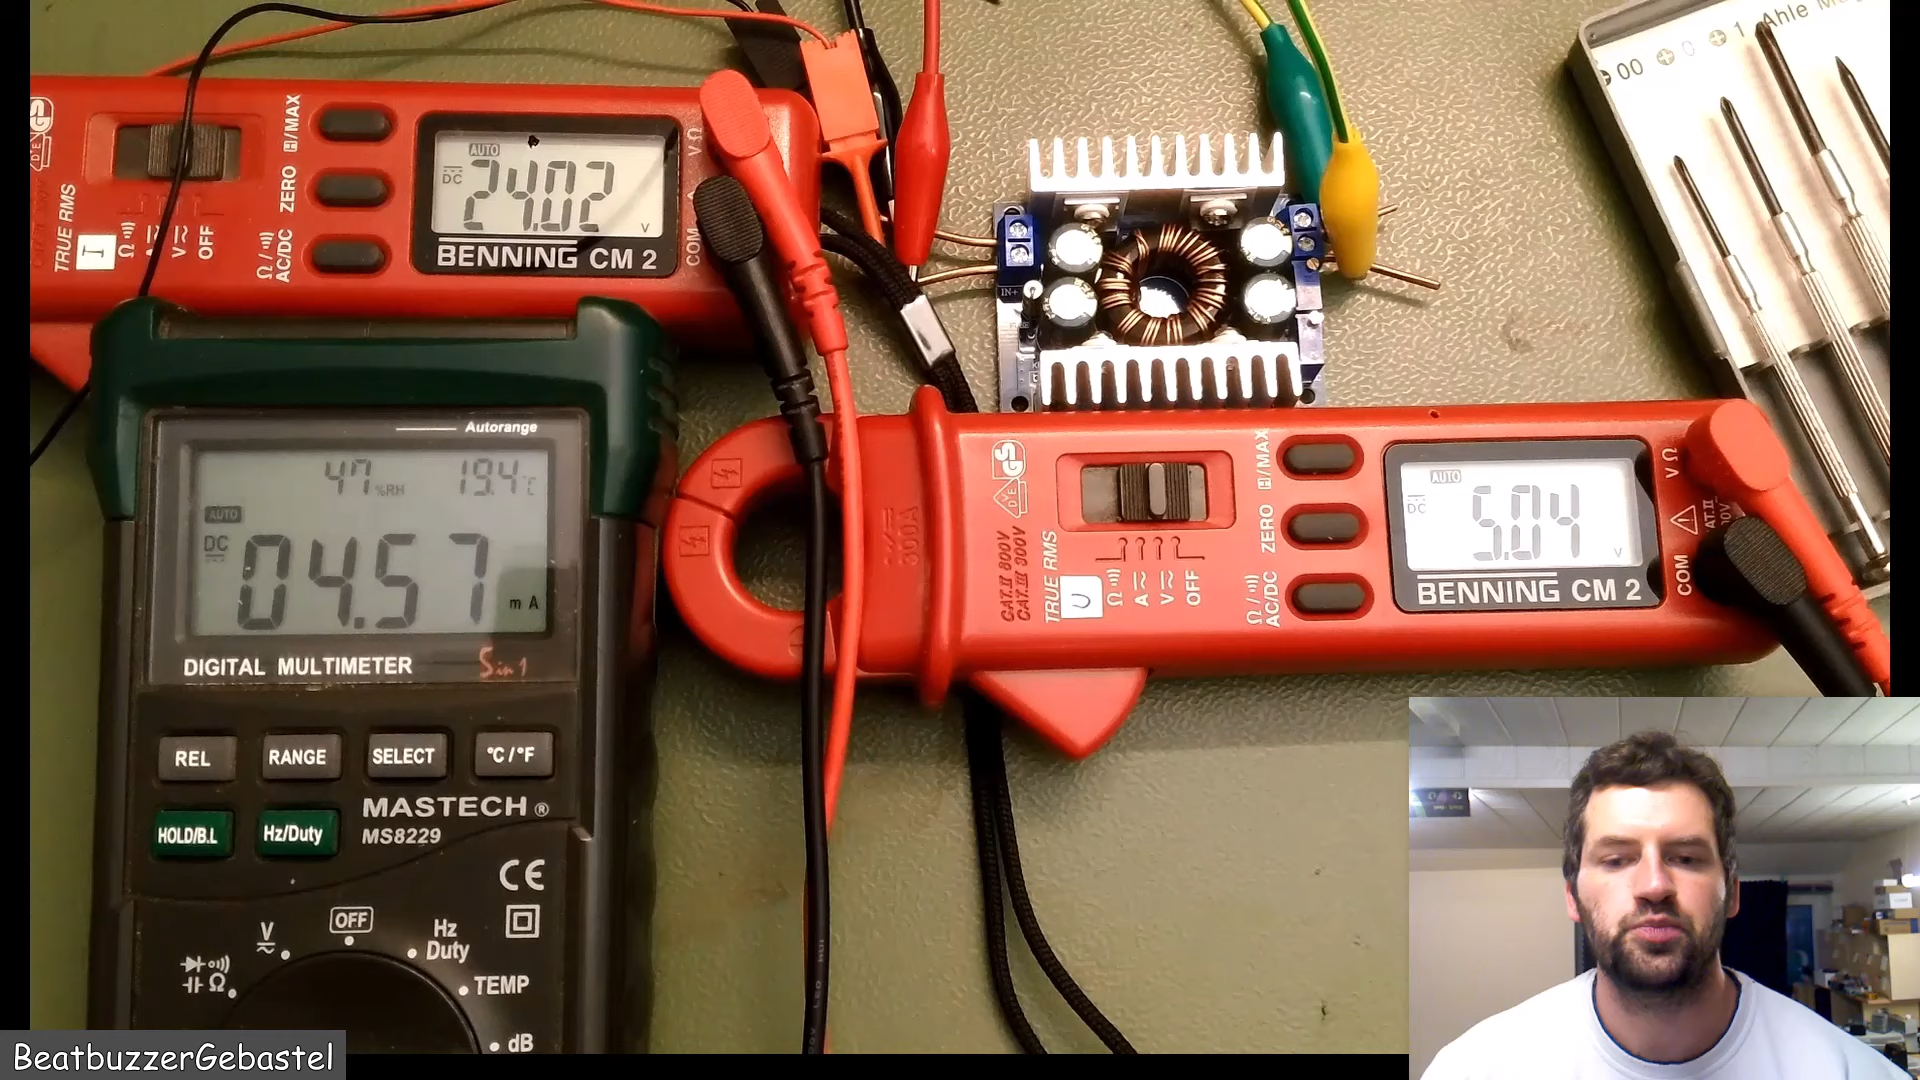 00 0 1 Ahle
H/MAX
ZERO
Ω AC/DC
TRUE RMS
I
Ω
V
OFF
AUTO
DC 24.02 V
BENNING CM 2
COM
V Ω
IN+
Autorange
47 %RH 19.4 °C
AUTO
DC 04.57 mA
DIGITAL MULTIMETER 5 in 1
REL
RANGE
SELECT
°C/°F
HOLD/B.L
Hz/Duty
MASTECH ®
MS8229
CE
V
OFF
Hz
Duty
Ω
TEMP
dB
300A
CAT.II 600V
CAT.III 300V
TRUE RMS
U
Ω
A
V
OFF
H/MAX
ZERO
Ω AC/DC
AUTO
DC 5.04 V
BENNING CM 2
COM
V Ω
BeatbuzzerGebastel